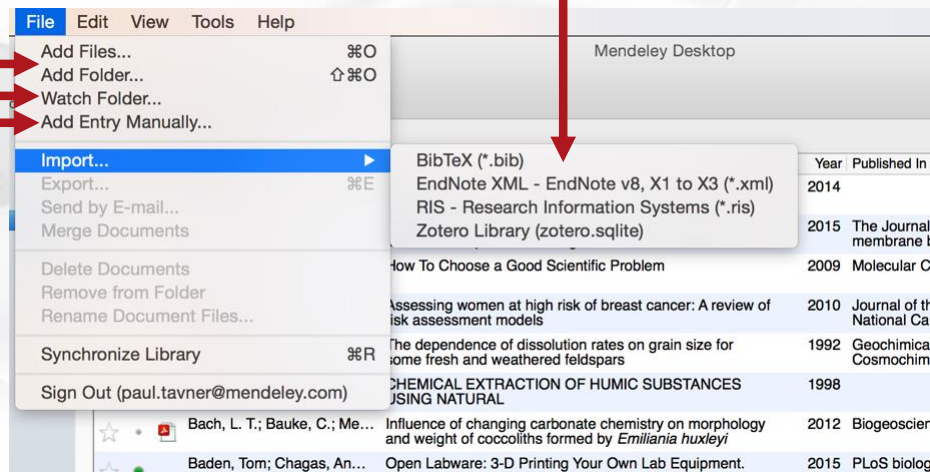 File Edit View Tools Help
Mendeley Desktop
Add Files... ⌘O
Add Folder... ⇧⌘O
Watch Folder...
Add Entry Manually...
Import...
Export... ⌘E
Send by E-mail...
Merge Documents
Delete Documents
Remove from Folder
Rename Document Files...
Synchronize Library ⌘R
Sign Out (paul.tavner@mendeley.com)
BibTeX (*.bib)
EndNote XML - EndNote v8, X1 to X3 (*.xml)
RIS - Research Information Systems (*.ris)
Zotero Library (zotero.sqlite)
Year Published In
2014
2015 The Journal
membrane
How To Choose a Good Scientific Problem 2009 Molecular C
Assessing women at high risk of breast cancer: A review of 2010 Journal of th
risk assessment models National Ca
The dependence of dissolution rates on grain size for 1992 Geochimica
some fresh and weathered feldspars Cosmochim
CHEMICAL EXTRACTION OF HUMIC SUBSTANCES 1998
USING NATURAL
Bach, L. T.; Bauke, C.; Me... Influence of changing carbonate chemistry on morphology 2012 Biogeoscien
and weight of coccoliths formed by Emiliania huxleyi
Baden, Tom; Chagas, An... Open Labware: 3-D Printing Your Own Lab Equipment. 2015 PLoS biolog